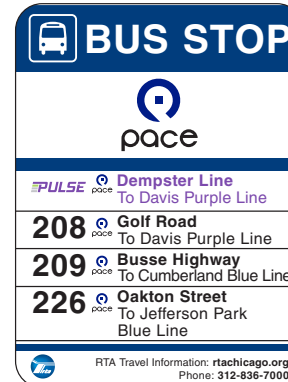 BUS STOP
pace
PULSE pace Dempster Line
To Davis Purple Line
208 pace Golf Road
To Davis Purple Line
209 pace Busse Highway
To Cumberland Blue Line
226 pace Oakton Street
To Jefferson Park
Blue Line
rta RTA Travel Information: rtachicago.org
Phone: 312-836-7000